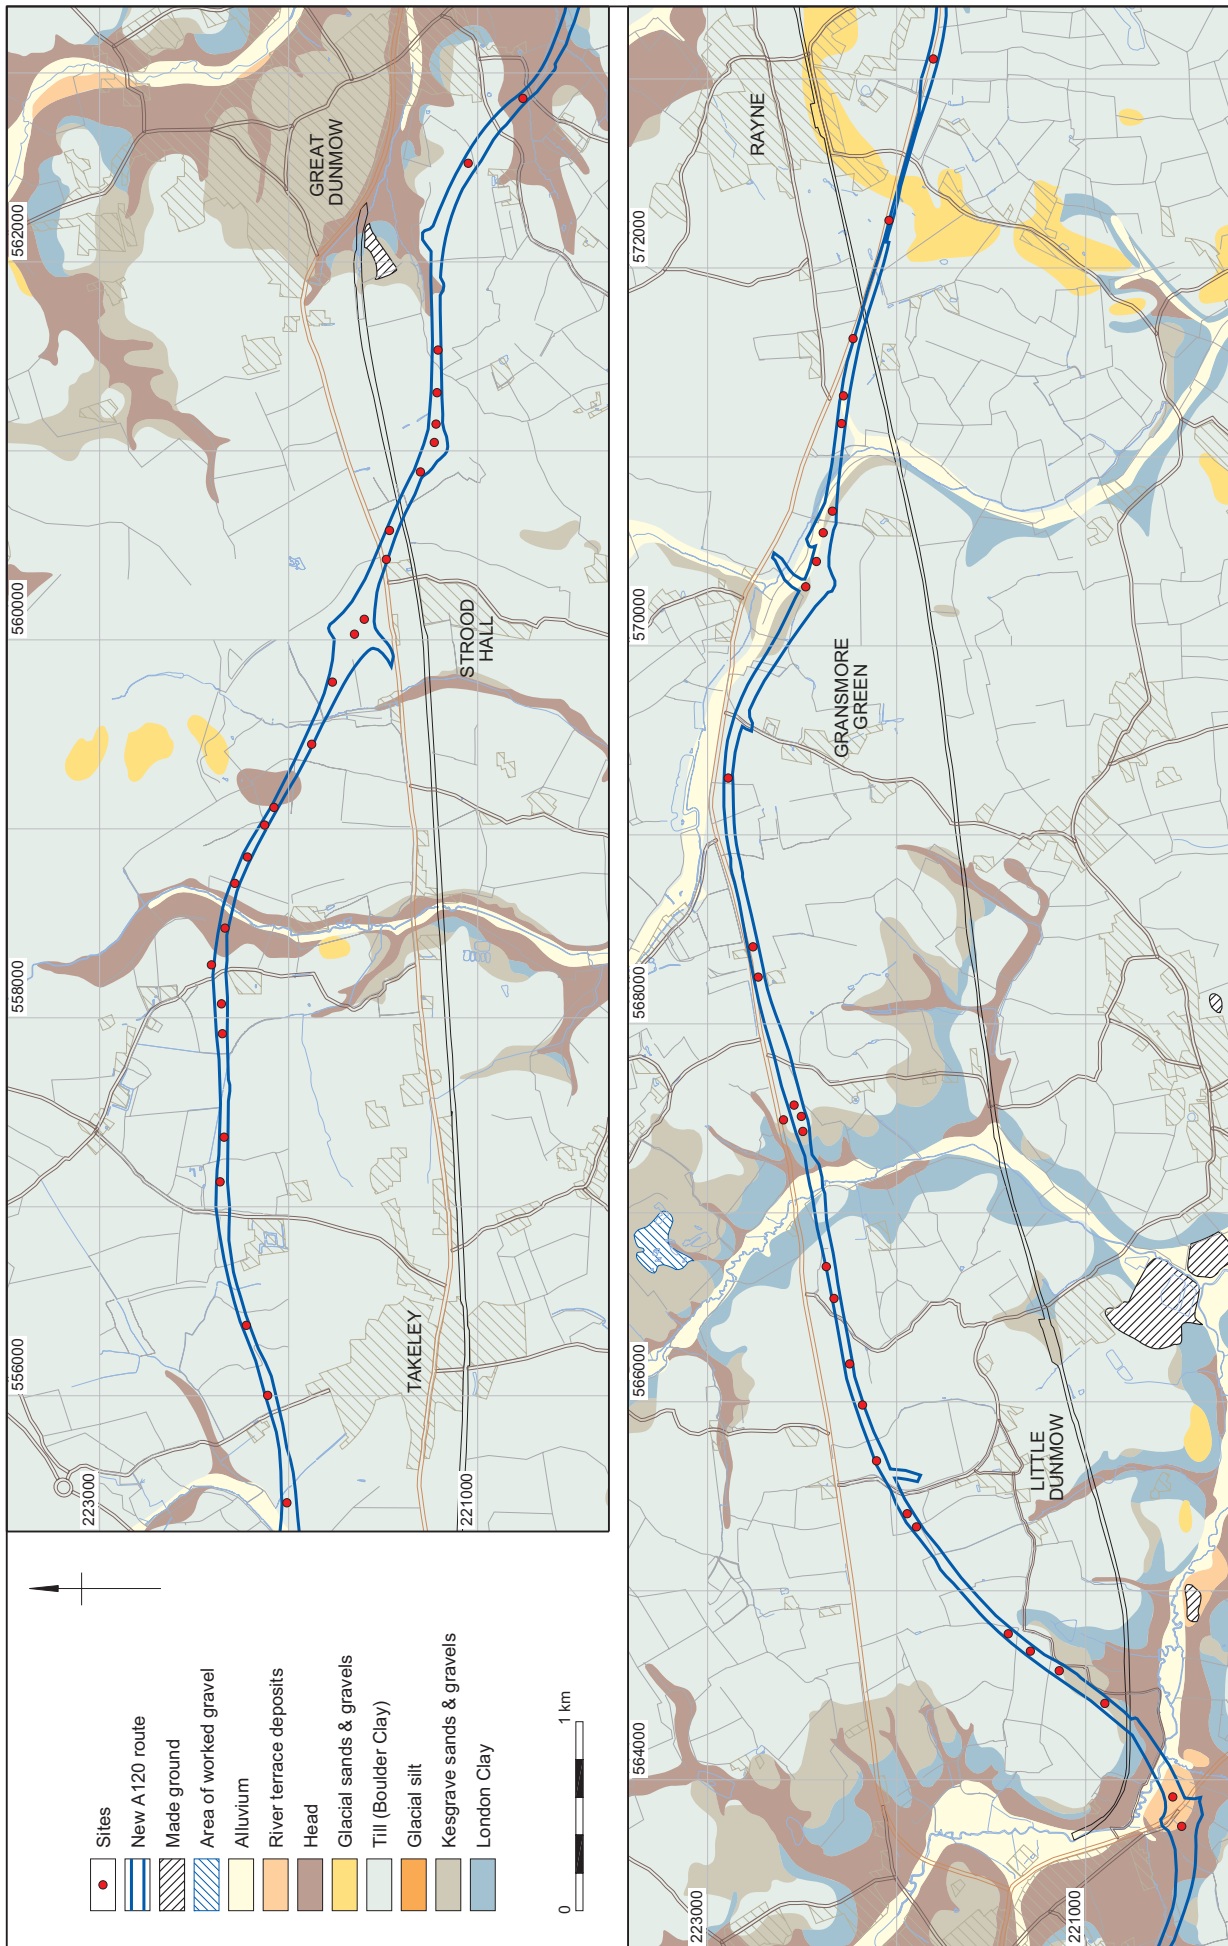 Sites
New A120 route
Made ground
Area of worked gravel
Alluvium
River terrace deposits
Head
Glacial sands & gravels
Till (Boulder Clay)
Glacial silt
Kesgrave sands & gravels
London Clay
0
1 km
556000
558000
560000
562000
223000
221000
TAKELEY
STROOD
HALL
GREAT
DUNMOW
564000
566000
568000
570000
572000
223000
221000
LITTLE
DUNMOW
GRANSMORE
GREEN
RAYNE